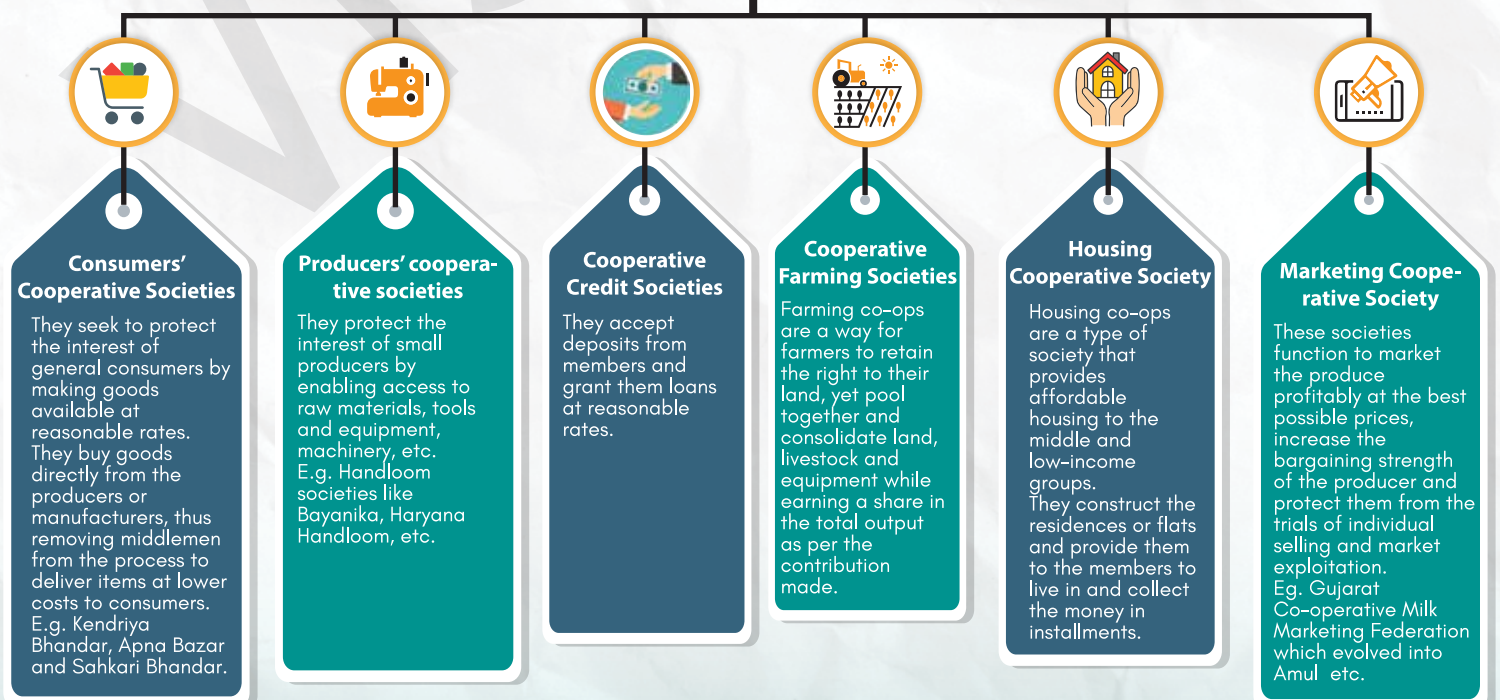 Consumers’
Cooperative Societies
They seek to protect
the interest of
general consumers by
making goods
available at
reasonable rates.
They buy goods
directly from the
producers or
manufacturers, thus
removing middlemen
from the process to
deliver items at lower
costs to consumers.
E.g. Kendriya
Bhandar, Apna Bazar
and Sahkari Bhandar.
Producers’ coopera-
tive societies
They protect the
interest of small
producers by
enabling access to
raw materials, tools
and equipment,
machinery, etc.
E.g. Handloom
societies like
Bayanika, Haryana
Handloom, etc.
Cooperative
Credit Societies
They accept
deposits from
members and
grant them loans
at reasonable
rates.
Cooperative
Farming Societies
Farming co-ops
are a way for
farmers to retain
the right to their
land, yet pool
together and
consolidate land,
livestock and
equipment while
earning a share in
the total output
as per the
contribution
made.
Housing
Cooperative Society
Housing co-ops
are a type of
society that
provides
affordable
housing to the
middle and
low-income
groups.
They construct the
residences or flats
and provide them
to the members to
live in and collect
the money in
installments.
Marketing Coope-
rative Society
These societies
function to market
the produce
profitably at the best
possible prices,
increase the
bargaining strength
of the producer and
protect them from the
trials of individual
selling and market
exploitation.
Eg. Gujarat
Co-operative Milk
Marketing Federation
which evolved into
Amul etc.